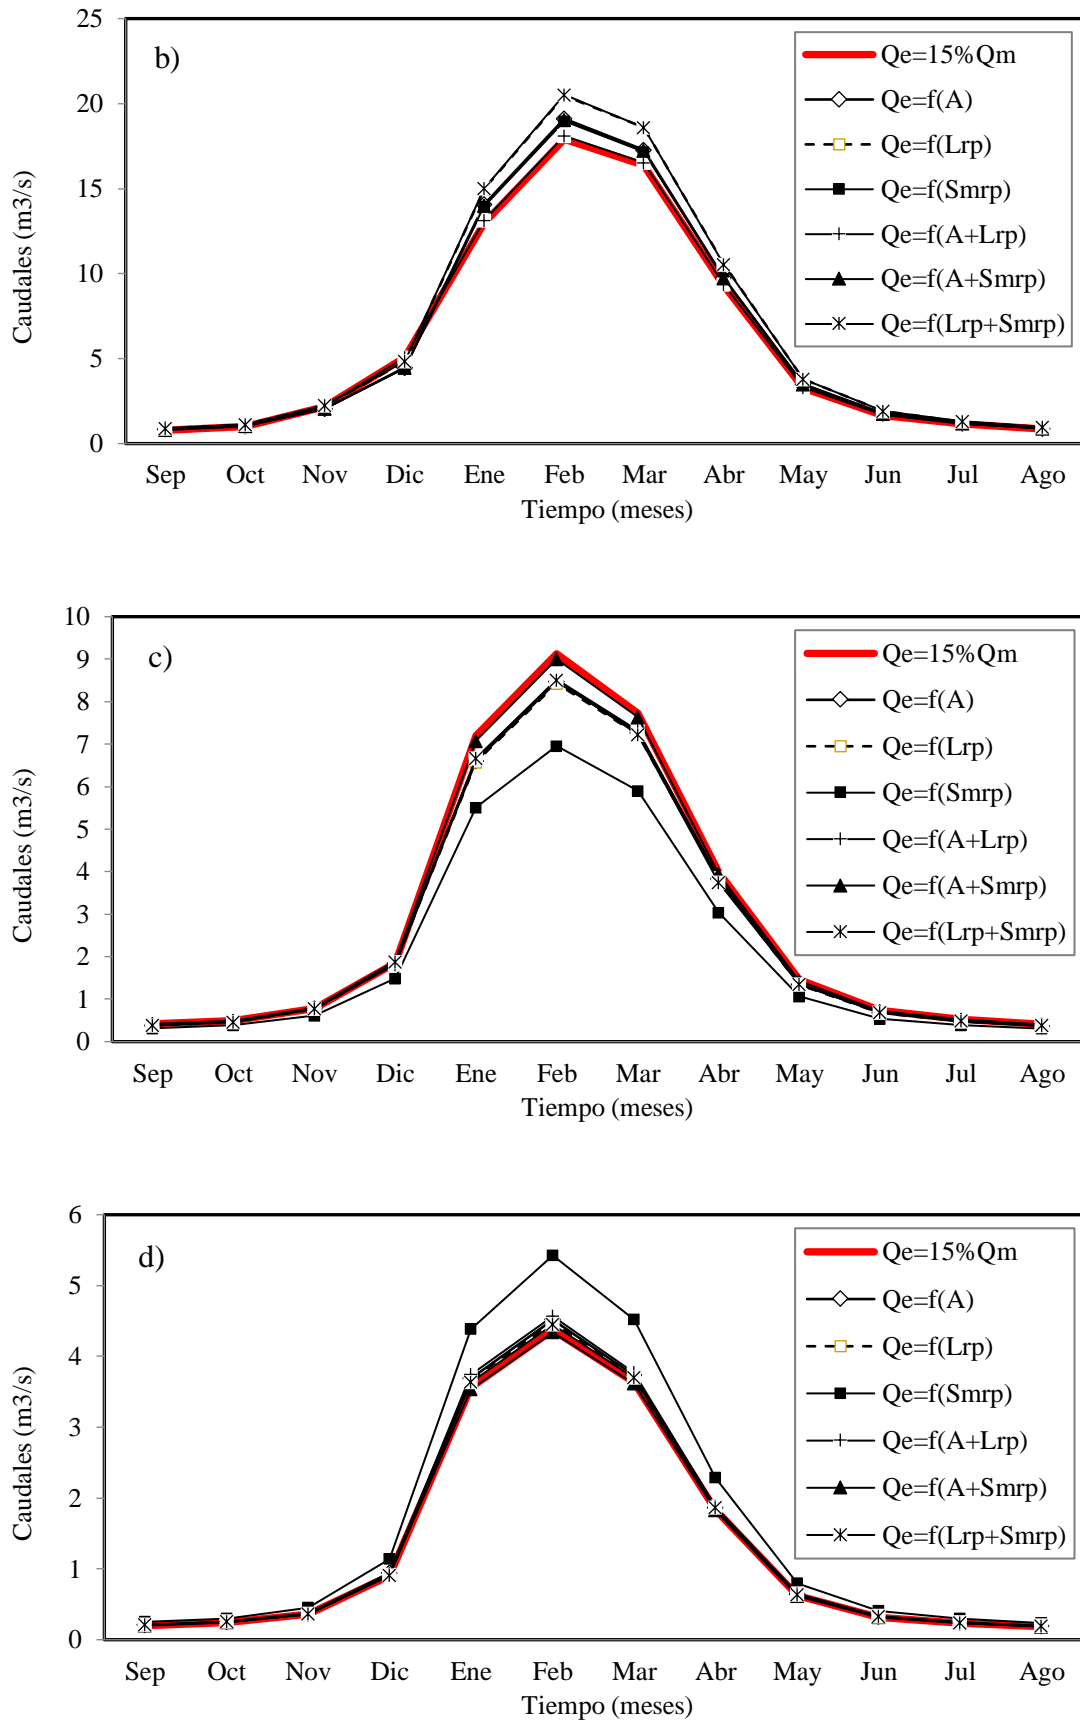 b)
Caudales (m3/s)
25
20
15
10
5
0
Sep Oct Nov Dic Ene Feb Mar Abr May Jun Jul Ago
Tiempo (meses)
Qe=15%Qm
Qe=f(A)
Qe=f(Lrp)
Qe=f(Smrp)
Qe=f(A+Lrp)
Qe=f(A+Smrp)
Qe=f(Lrp+Smrp)
c)
Caudales (m3/s)
10
9
8
7
6
5
4
3
2
1
0
Sep Oct Nov Dic Ene Feb Mar Abr May Jun Jul Ago
Tiempo (meses)
Qe=15%Qm
Qe=f(A)
Qe=f(Lrp)
Qe=f(Smrp)
Qe=f(A+Lrp)
Qe=f(A+Smrp)
Qe=f(Lrp+Smrp)
d)
Caudales (m3/s)
6
5
4
3
2
1
0
Sep Oct Nov Dic Ene Feb Mar Abr May Jun Jul Ago
Tiempo (meses)
Qe=15%Qm
Qe=f(A)
Qe=f(Lrp)
Qe=f(Smrp)
Qe=f(A+Lrp)
Qe=f(A+Smrp)
Qe=f(Lrp+Smrp)